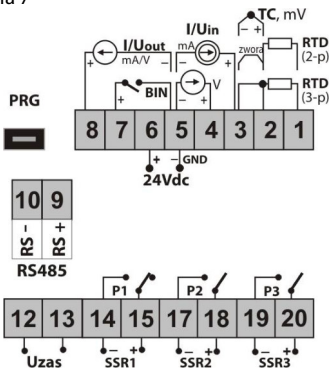 TC, mV
I/Uout
I/Uin
mA
zwora
RTD
(2-p)
mA/V
+ − − + − +
BIN
V
RTD
(3-p)
PRG
+ − +
8 7 6 5 4 3 2 1
+ − GND
24Vdc
10 9
RS - RS +
RS485
P1 P2 P3
12 13 14 15 17 18 19 20
Uzas
− + − + − +
SSR1 SSR2 SSR3